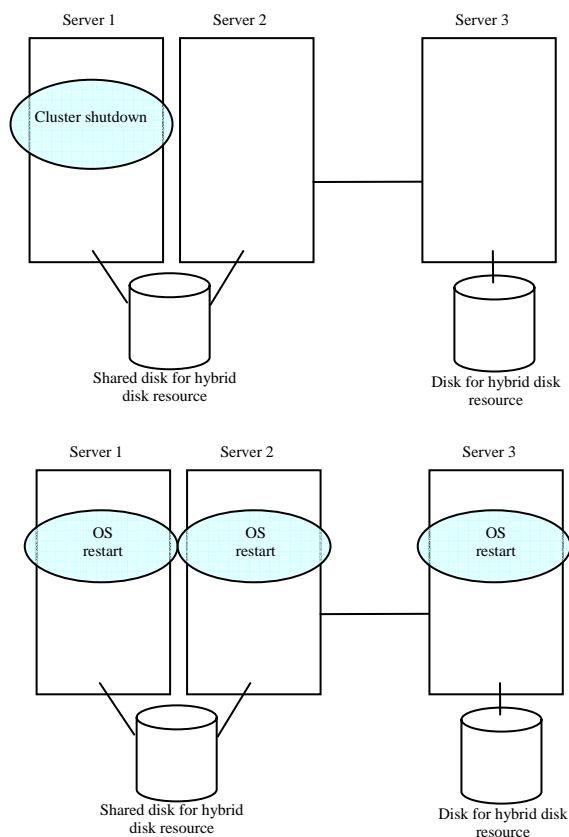 Server 1
Server 2
Server 3
Cluster shutdown
Shared disk for hybrid
disk resource
Disk for hybrid disk
resource
Server 1
Server 2
Server 3
OS
restart
OS
restart
OS
restart
Shared disk for hybrid
disk resource
Disk for hybrid disk
resource